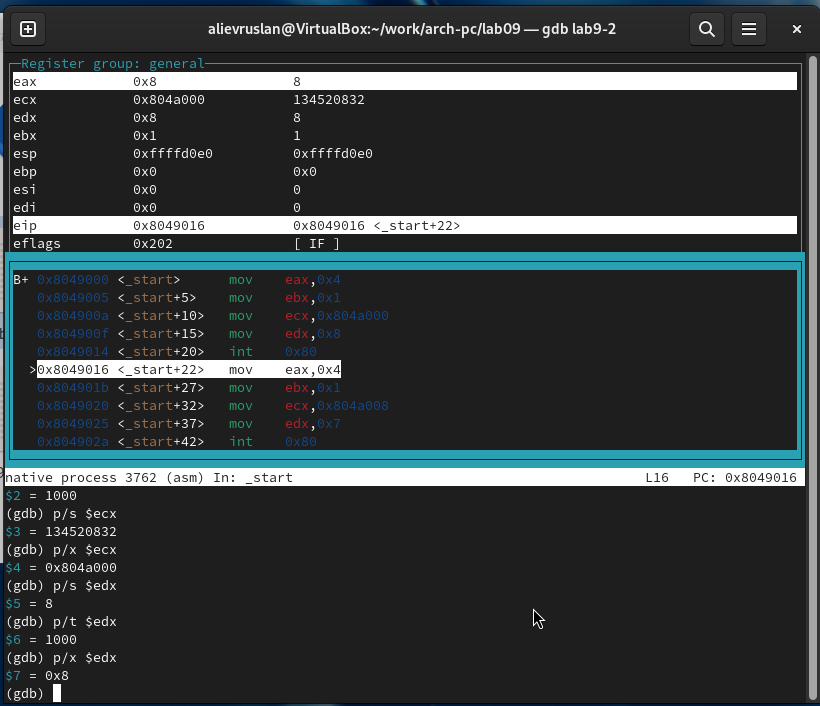 alievruslan@VirtualBox:~/work/arch-pc/lab09 — gdb lab9-2
Register group: general
eax 0x8 8
ecx 0x804a000 134520832
edx 0x8 8
ebx 0x1 1
esp 0xffffd0e0 0xffffd0e0
ebp 0x0 0x0
esi 0x0 0
edi 0x0 0
eip 0x8049016 0x8049016 <_start+22>
eflags 0x202 [ IF ]
B+ 0x8049000 <_start> mov eax,0x4
0x8049005 <_start+5> mov ebx,0x1
0x804900a <_start+10> mov ecx,0x804a000
0x804900f <_start+15> mov edx,0x8
0x8049014 <_start+20> int 0x80
>0x8049016 <_start+22> mov eax,0x4
0x804901b <_start+27> mov ebx,0x1
0x8049020 <_start+32> mov ecx,0x804a008
0x8049025 <_start+37> mov edx,0x7
0x804902a <_start+42> int 0x80
native process 3762 (asm) In: _start L16 PC: 0x8049016
$2 = 1000
(gdb) p/s $ecx
$3 = 134520832
(gdb) p/x $ecx
$4 = 0x804a000
(gdb) p/s $edx
$5 = 8
(gdb) p/t $edx
$6 = 1000
(gdb) p/x $edx
$7 = 0x8
(gdb)